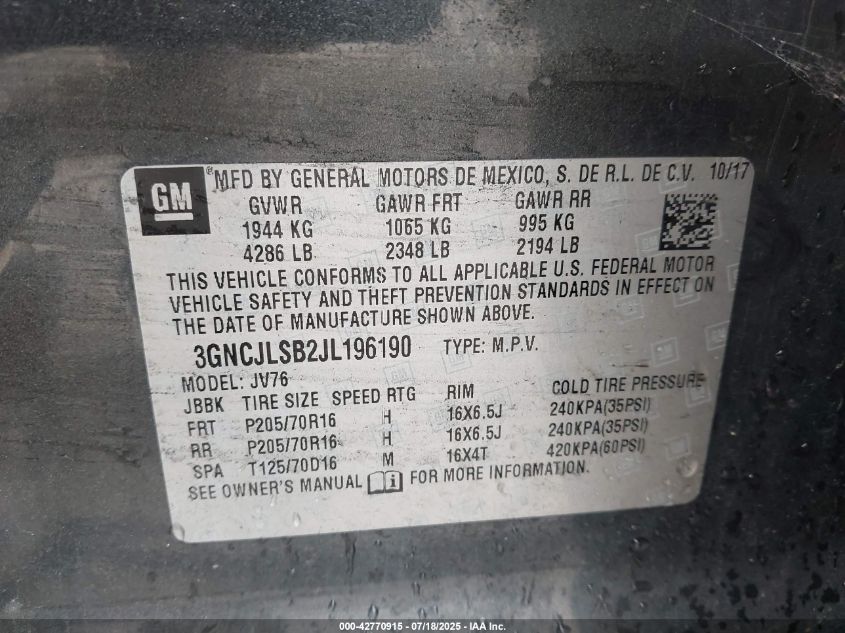 GM ®MFD BY GENERAL MOTORS DE MEXICO, S. DE R.L. DE C.V. 10/17
GVWR GAWR FRT GAWR RR
1944 KG 1065 KG 995 KG
4286 LB 2348 LB 2194 LB
THIS VEHICLE CONFORMS TO ALL APPLICABLE U.S. FEDERAL MOTOR
VEHICLE SAFETY AND THEFT PREVENTION STANDARDS IN EFFECT ON
THE DATE OF MANUFACTURE SHOWN ABOVE.
3GNCJLSB2JL196190 TYPE: M.P.V.
MODEL: JV76
JBBK TIRE SIZE SPEED RTG RIM COLD TIRE PRESSURE
FRT P205/70R16 H 16X6.5J 240KPA(35PSI)
RR P205/70R16 H 16X6.5J 240KPA(35PSI)
SPA T125/70D16 M 16X4T 420KPA(60PSI)
SEE OWNER'S MANUAL FOR MORE INFORMATION.
000-42770915 - 07/18/2025 - IAA Inc.